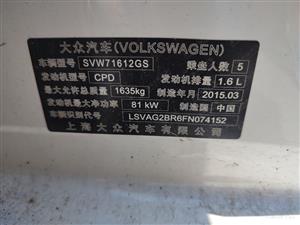 大众汽车(VOLKSWAGEN)
车辆型号 SVW71612GS 乘坐人数 5
发动机型号 CPD 发动机排量 1.6 L
最大允许总质量 1635kg 制造年月 2015.03
发动机最大净功率 81 kW 制造国 中国
车辆识别代号 LSVAG2BR6FN074152
上海大众汽车有限公司